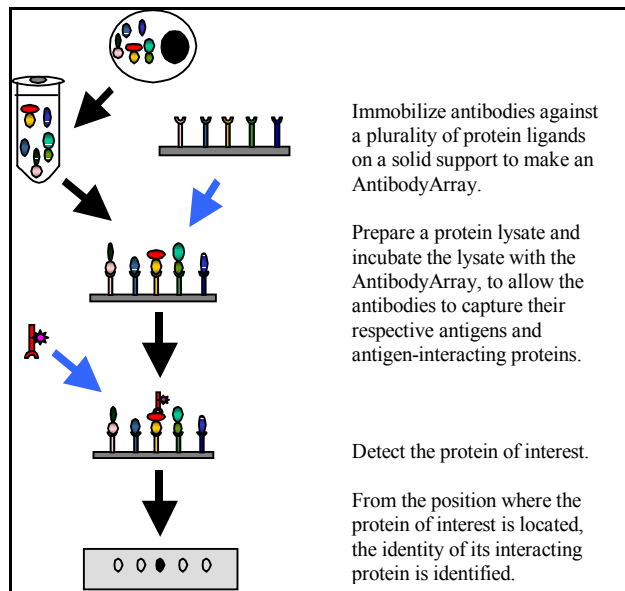 Immobilize antibodies against
a plurality of protein ligands
on a solid support to make an
AntibodyArray.
Prepare a protein lysate and
incubate the lysate with the
AntibodyArray, to allow the
antibodies to capture their
respective antigens and
antigen-interacting proteins.
Detect the protein of interest.
From the position where the
protein of interest is located,
the identity of its interacting
protein is identified.